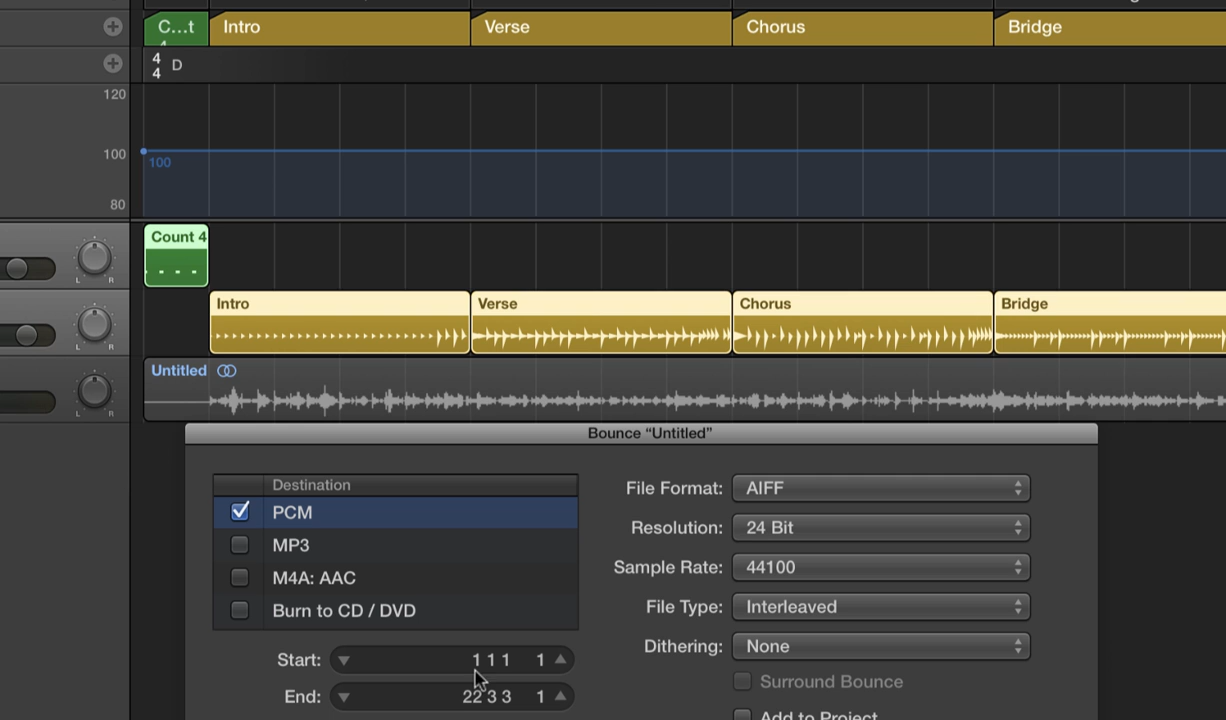 C...t Intro Verse Chorus Bridge
4
4 D
4
120
100
100
80
Count 4
L R
Intro Verse Chorus Bridge
L R
Untitled
L R
Bounce “Untitled”
Destination
PCM
MP3
M4A: AAC
Burn to CD / DVD
Start: 1 1 1 1
End: 22 3 3 1
File Format: AIFF
Resolution: 24 Bit
Sample Rate: 44100
File Type: Interleaved
Dithering: None
Surround Bounce
Add to Project